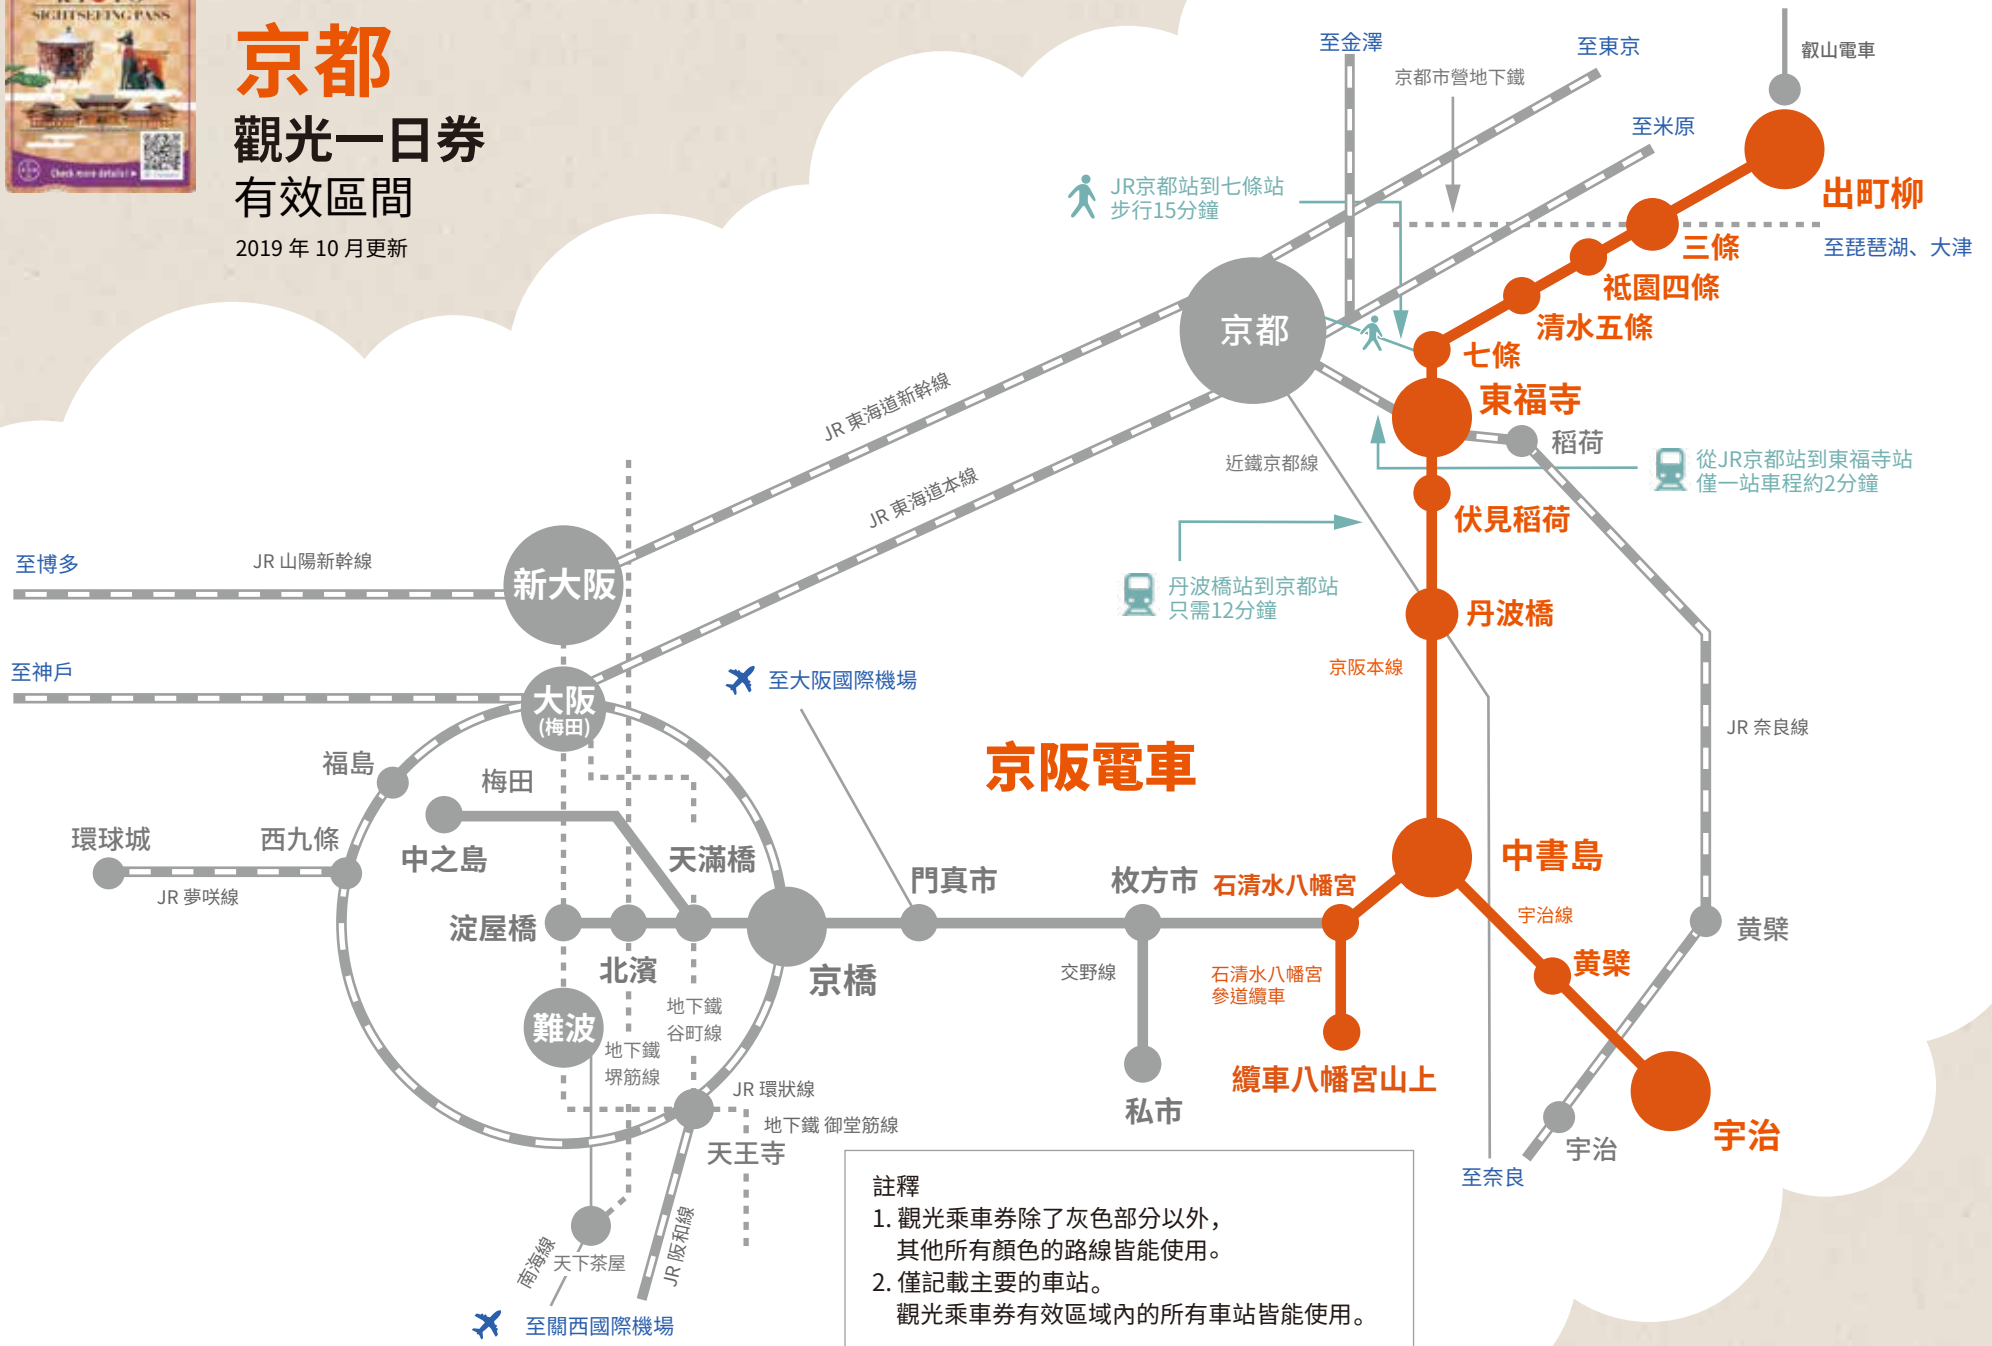 SIGHTSEEING PASS
Check more details!
京都
觀光一日券
有效區間
2019 年 10 月更新
至金澤
至東京
京都市營地下鐵
叡山電車
至米原
JR京都站到七條站
步行15分鐘
出町柳
三條
至琵琶湖、大津
祇園四條
清水五條
京都
七條
東福寺
稻荷
JR 東海道新幹線
近鐵京都線
從JR京都站到東福寺站
僅一站車程約2分鐘
JR 東海道本線
伏見稻荷
至博多
JR 山陽新幹線
新大阪
丹波橋站到京都站
只需12分鐘
丹波橋
至神戶
大阪
(梅田)
至大阪國際機場
京阪本線
JR 奈良線
京阪電車
福島
梅田
環球城
西九條
中之島
天滿橋
JR 夢咲線
門真市
枚方市
石清水八幡宮
中書島
宇治線
淀屋橋
北濱
京橋
交野線
石清水八幡宮
參道纜車
黄檗
黄檗
難波
地下鐵
谷町線
地下鐵
堺筋線
JR 環狀線
地下鐵 御堂筋線
天王寺
私市
纜車八幡宮山上
宇治
宇治
至奈良
南海線
天下茶屋
JR 阪和線
至關西國際機場
註釋
1. 觀光乘車券除了灰色部分以外，
其他所有顏色的路線皆能使用。
2. 僅記載主要的車站。
觀光乘車券有效區域內的所有車站皆能使用。